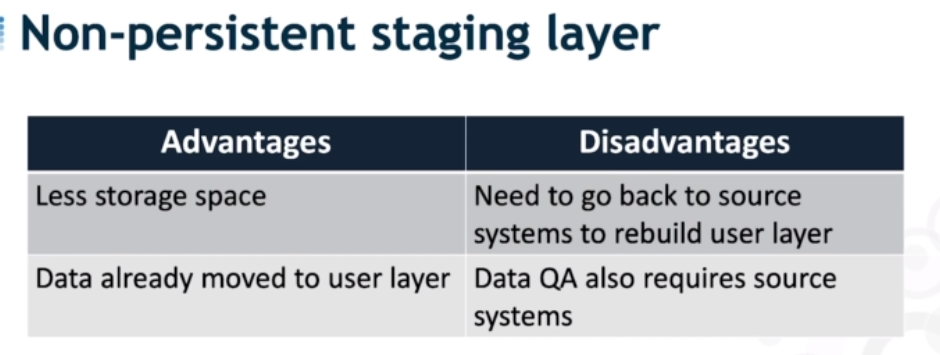 Non-persistent staging layer
Advantages
Disadvantages
Less storage space
Need to go back to source
systems to rebuild user layer
Data already moved to user layer
Data QA also requires source
systems